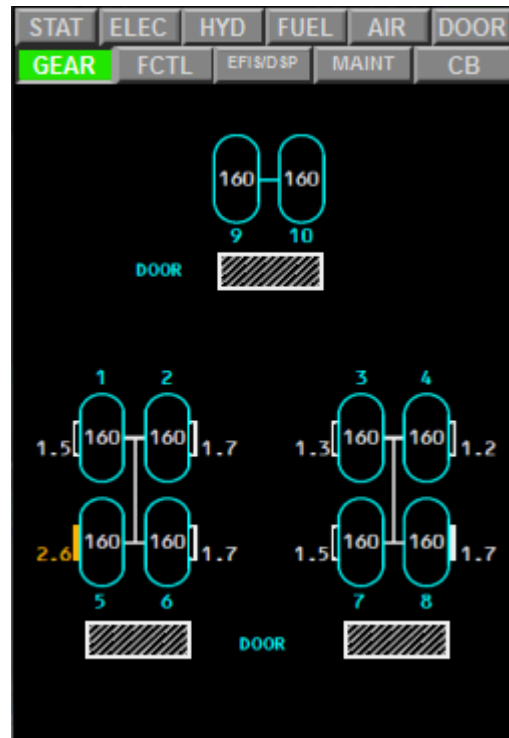 STAT ELEC HYD FUEL AIR DOOR
GEAR FCTL EFIS/DSP MAINT CB
160 160
9 10
DOOR
1 2 3 4
1.5 160 160 1.7 1.3 160 160 1.2
2.6 160 160 1.7 1.5 160 160 1.7
5 6 7 8
DOOR